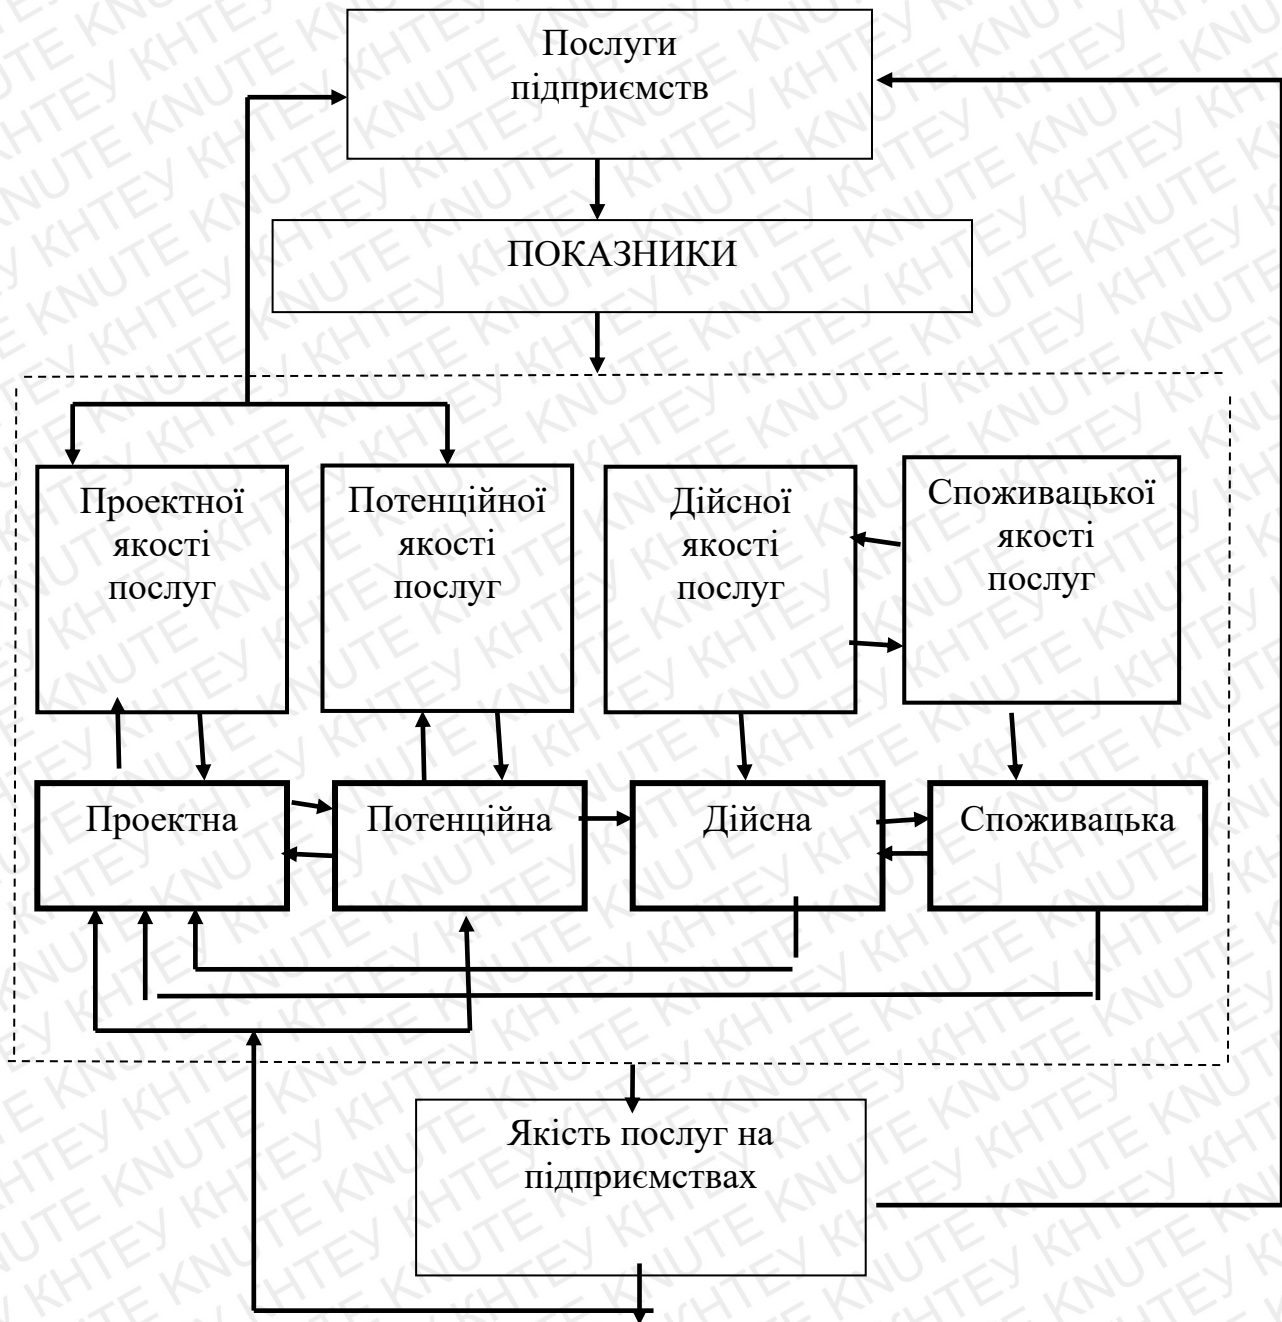 Послуги
підприємств
ПОКАЗНИКИ
Проектної
якості
послуг
Потенційної
якості
послуг
Дійсної
якості
послуг
Споживацької
якості
послуг
Проектна
Потенційна
Дійсна
Споживацька
Якість послуг на
підприємствах